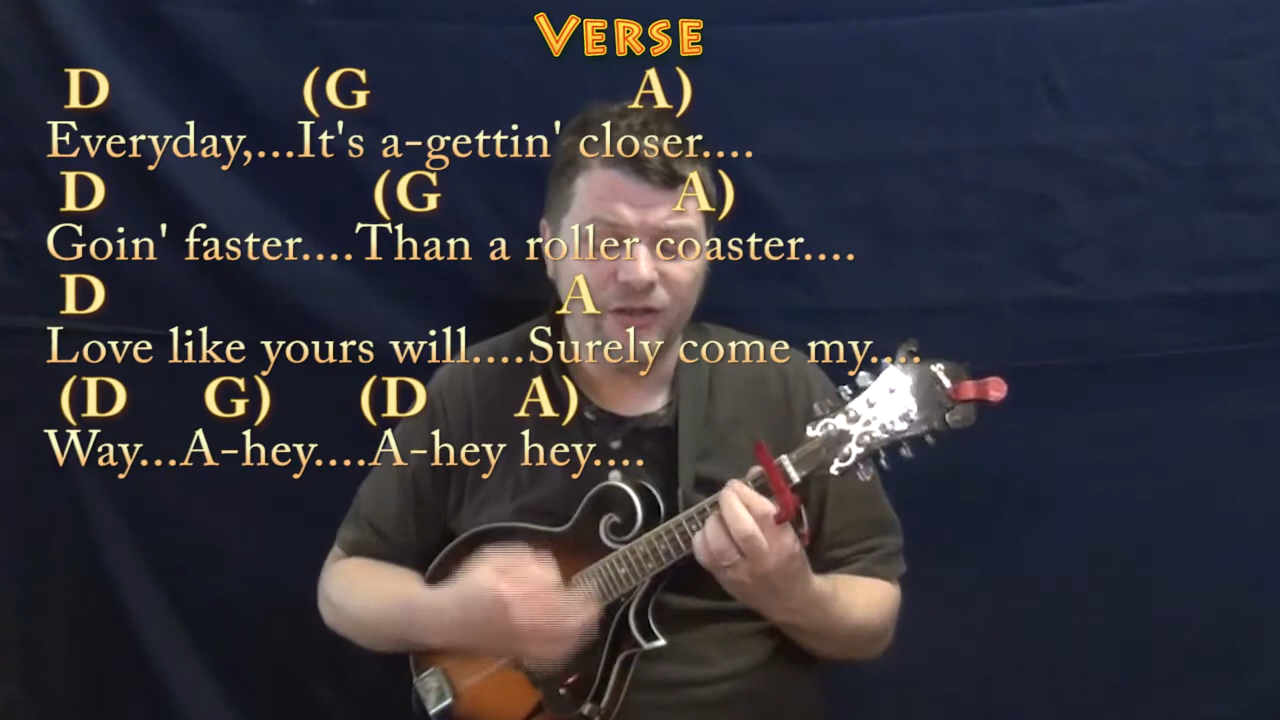 VERSE
D (G A)
Everyday,...It's a-gettin' closer....
D (G A)
Goin' faster....Than a roller coaster....
D A
Love like yours will....Surely come my....
(D G) (D A)
Way...A-hey....A-hey hey....